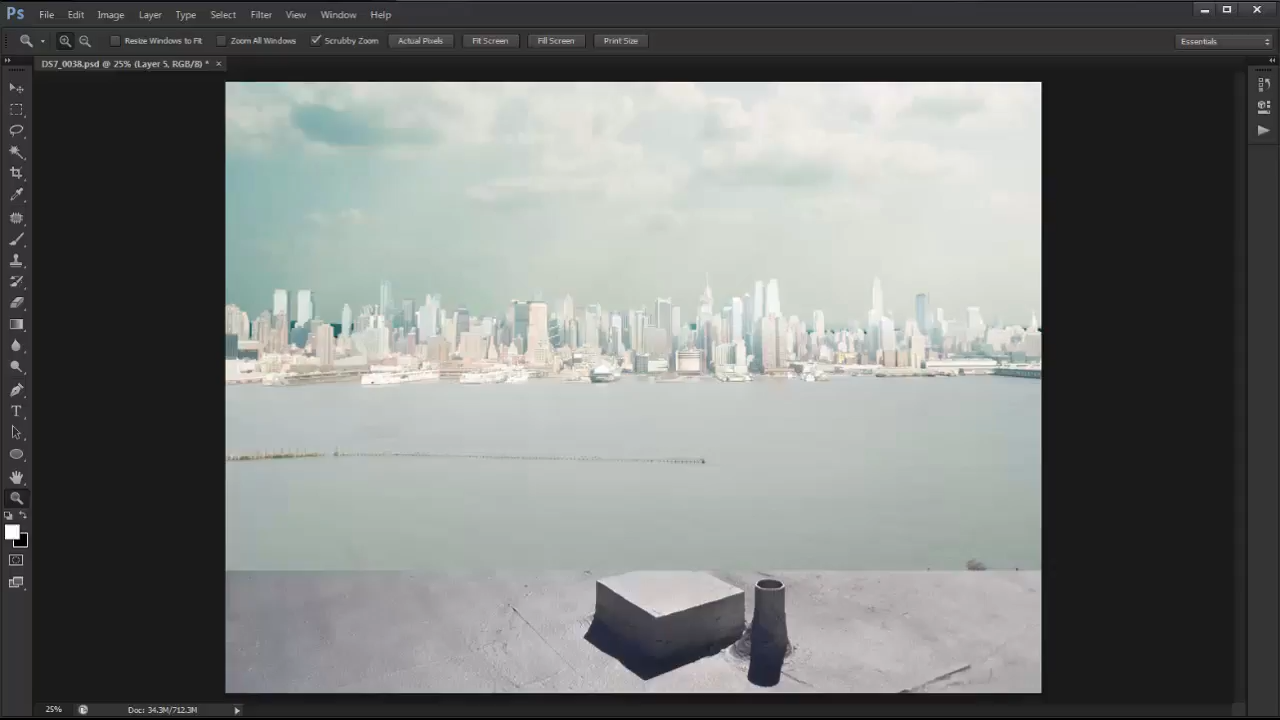 Ps File Edit Image Layer Type Select Filter View Window Help
Resize Windows to Fit Zoom All Windows Scrubby Zoom Actual Pixels Fit Screen Fill Screen Print Size Essentials
DS7_0038.psd @ 25% (Layer 5, RGB/8) * ×
25% Doc: 34.3M/712.3M